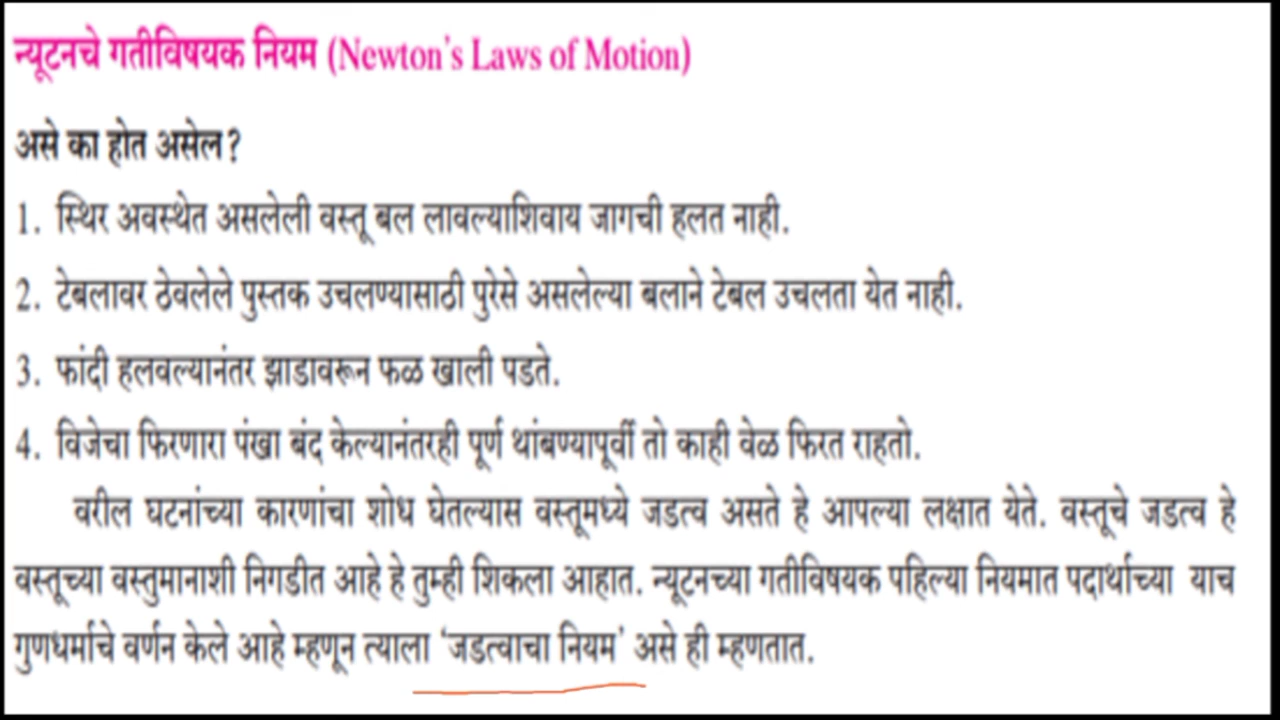 न्यूटनचे गतीविषयक नियम (Newton's Laws of Motion)
असे का होत असेल?
1. स्थिर अवस्थेत असलेली वस्तू बल लावल्याशिवाय जागची हलत नाही.
2. टेबलावर ठेवलेले पुस्तक उचलण्यासाठी पुरेसे असलेल्या बलाने टेबल उचलता येत नाही.
3. फांदी हलवल्यानंतर झाडावरून फळ खाली पडते.
4. विजेचा फिरणारा पंखा बंद केल्यानंतरही पूर्ण थांबण्यापूर्वी तो काही वेळ फिरत राहतो.
वरील घटनांच्या कारणांचा शोध घेतल्यास वस्तूमध्ये जडत्व असते हे आपल्या लक्षात येते. वस्तूचे जडत्व हे
वस्तूच्या वस्तुमानाशी निगडीत आहे हे तुम्ही शिकला आहात. न्यूटनच्या गतीविषयक पहिल्या नियमात पदार्थाच्या याच
गुणधर्माचे वर्णन केले आहे म्हणून त्याला 'जडत्वाचा नियम' असे ही म्हणतात.